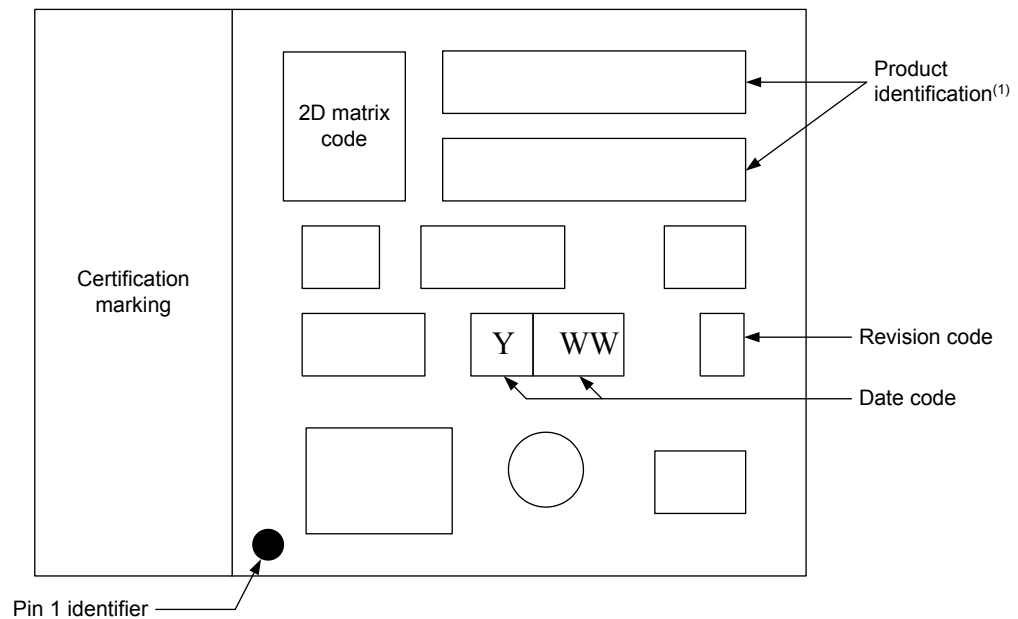 Product
identification(1)
2D matrix
code
Certification
marking
Y WW
Revision code
Date code
Pin 1 identifier